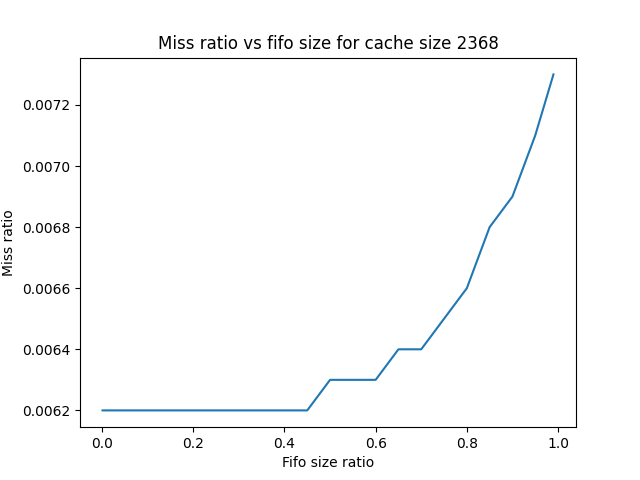 Miss ratio vs fifo size for cache size 2368
0.0072
0.0070
0.0068
0.0066
0.0064
0.0062
Miss ratio
0.0 0.2 0.4 0.6 0.8 1.0
Fifo size ratio